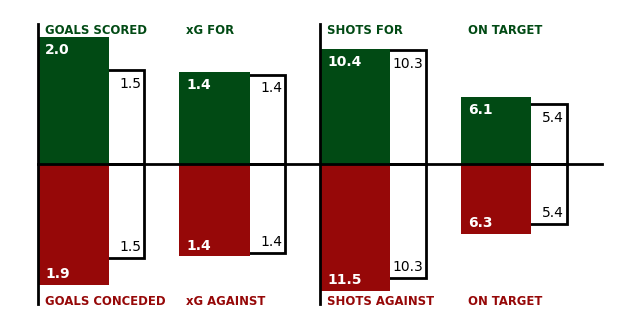 GOALS SCORED xG FOR SHOTS FOR ON TARGET
2.0 1.5 1.4 1.4 10.4 10.3 6.1 5.4
1.9 1.5 1.4 1.4 11.5 10.3 6.3 5.4
GOALS CONCEDED xG AGAINST SHOTS AGAINST ON TARGET